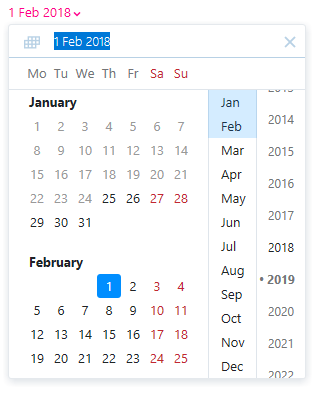 1 Feb 2018
1 Feb 2018
Mo Tu We Th Fr Sa Su
January
1 2 3 4 5 6 7
8 9 10 11 12 13 14
15 16 17 18 19 20 21
22 23 24 25 26 27 28
29 30 31
February
1 2 3 4
5 6 7 8 9 10 11
12 13 14 15 16 17 18
19 20 21 22 23 24 25
Jan
Feb
Mar
Apr
May
Jun
Jul
Aug
Sep
Oct
Nov
Dec
2013
2014
2015
2016
2017
2018
• 2019
2020
2021
2022